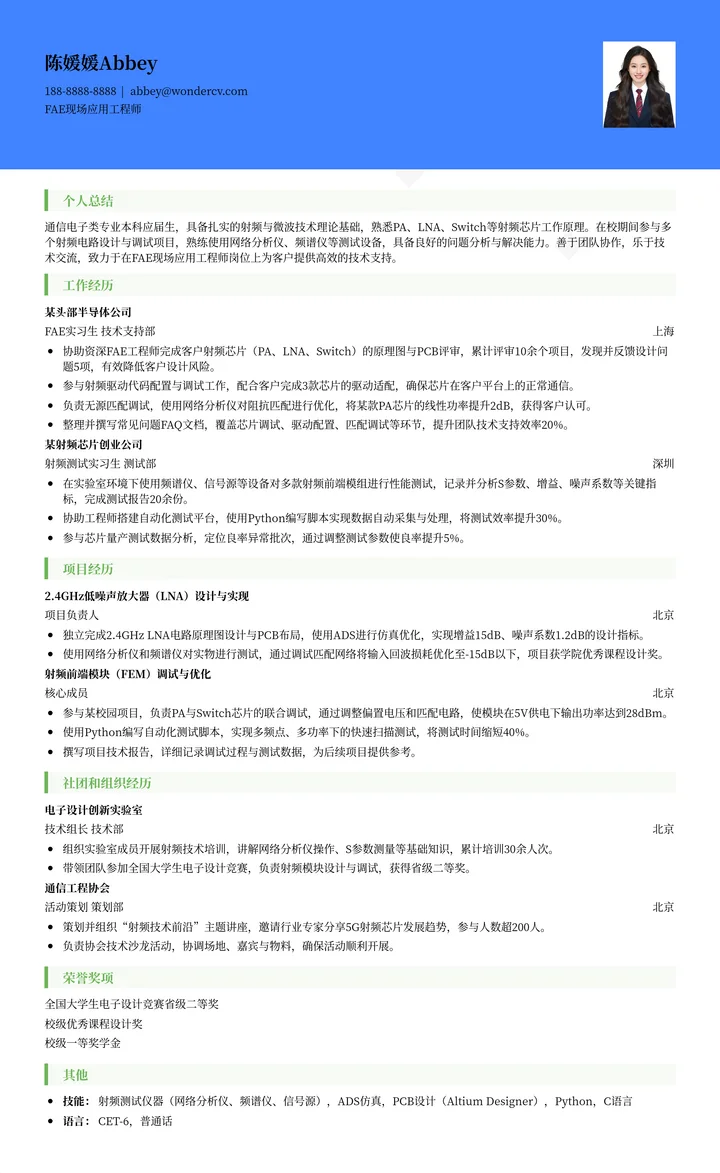 陈媛媛Abbey
188-8888-8888 | abbey@wondercv.com
FAE现场应用工程师
个人总结
通信电子类专业本科应届生，具备扎实的射频与微波技术理论基础，熟悉PA、LNA、Switch等射频芯片工作原理。在校期间参与多
个射频电路设计与调试项目，熟练使用网络分析仪、频谱仪等测试设备，具备良好的问题分析与解决能力。善于团队协作，乐于技
术交流，致力于在FAE现场应用工程师岗位上为客户提供高效的技术支持。
工作经历
某头部半导体公司
FAE实习生 技术支持部 上海
• 协助资深FAE工程师完成客户射频芯片（PA、LNA、Switch）的原理图与PCB评审，累计评审10余个项目，发现并反馈设计问
题5项，有效降低客户设计风险。
• 参与射频驱动代码配置与调试工作，配合客户完成3款芯片的驱动适配，确保芯片在客户平台上的正常通信。
• 负责无源匹配调试，使用网络分析仪对阻抗匹配进行优化，将某款PA芯片的线性功率提升2dB，获得客户认可。
• 整理并撰写常见问题FAQ文档，覆盖芯片调试、驱动配置、匹配调试等环节，提升团队技术支持效率20%。
某射频芯片创业公司
射频测试实习生 测试部 深圳
• 在实验室环境下使用频谱仪、信号源等设备对多款射频前端模组进行性能测试，记录并分析S参数、增益、噪声系数等关键指
标，完成测试报告20余份。
• 协助工程师搭建自动化测试平台，使用Python编写脚本实现数据自动采集与处理，将测试效率提升30%。
• 参与芯片量产测试数据分析，定位良率异常批次，通过调整测试参数使良率提升5%。
项目经历
2.4GHz低噪声放大器（LNA）设计与实现
项目负责人 北京
• 独立完成2.4GHz LNA电路原理图设计与PCB布局，使用ADS进行仿真优化，实现增益15dB、噪声系数1.2dB的设计指标。
• 使用网络分析仪和频谱仪对实物进行测试，通过调试匹配网络将输入回波损耗优化至-15dB以下，项目获学院优秀课程设计奖。
射频前端模块（FEM）调试与优化
核心成员 北京
• 参与某校园项目，负责PA与Switch芯片的联合调试，通过调整偏置电压和匹配电路，使模块在5V供电下输出功率达到28dBm。
• 使用Python编写自动化测试脚本，实现多频点、多功率下的快速扫描测试，将测试时间缩短40%。
• 撰写项目技术报告，详细记录调试过程与测试数据，为后续项目提供参考。
社团和组织经历
电子设计创新实验室
技术组长 技术部 北京
• 组织实验室成员开展射频技术培训，讲解网络分析仪操作、S参数测量等基础知识，累计培训30余人次。
• 带领团队参加全国大学生电子设计竞赛，负责射频模块设计与调试，获得省级二等奖。
通信工程协会
活动策划 策划部 北京
• 策划并组织“射频技术前沿”主题讲座，邀请行业专家分享5G射频芯片发展趋势，参与人数超200人。
• 负责协会技术沙龙活动，协调场地、嘉宾与物料，确保活动顺利开展。
荣誉奖项
全国大学生电子设计竞赛省级二等奖
校级优秀课程设计奖
校级一等奖学金
其他
• 技能： 射频测试仪器（网络分析仪、频谱仪、信号源），ADS仿真，PCB设计（Altium Designer），Python，C语言
• 语言： CET-6，普通话